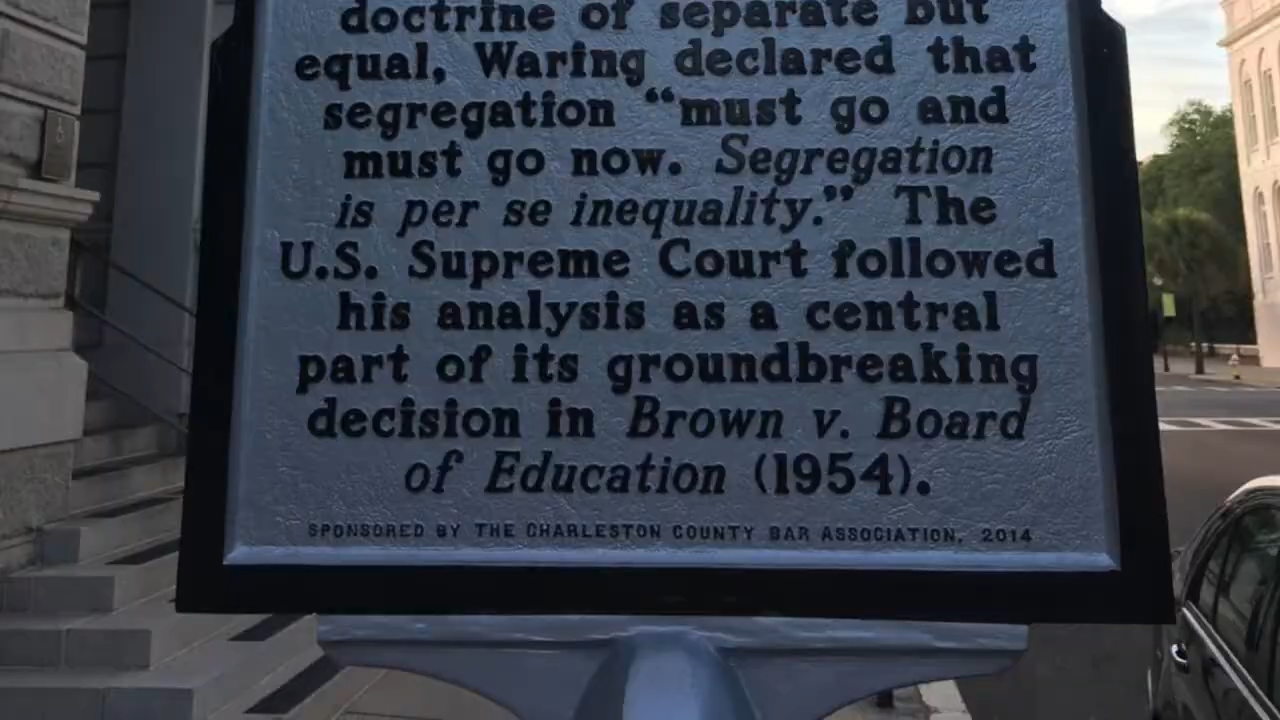 doctrine of separate but
equal, Waring declared that
segregation “must go and
must go now. Segregation
is per se inequality.” The
U.S. Supreme Court followed
his analysis as a central
part of its groundbreaking
decision in Brown v. Board
of Education (1954).
SPONSORED BY THE CHARLESTON COUNTY BAR ASSOCIATION, 2014